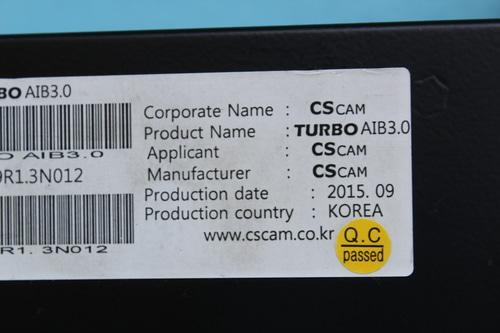 BO AIB3.0
O AIB3.0
9R1.3N012
R1. 3N012
Corporate Name : CSCAM
Product Name : TURBO AIB3.0
Applicant : CSCAM
Manufacturer : CSCAM
Production date : 2015. 09
Production country : KOREA
www.cscam.co.kr
Q.C
passed